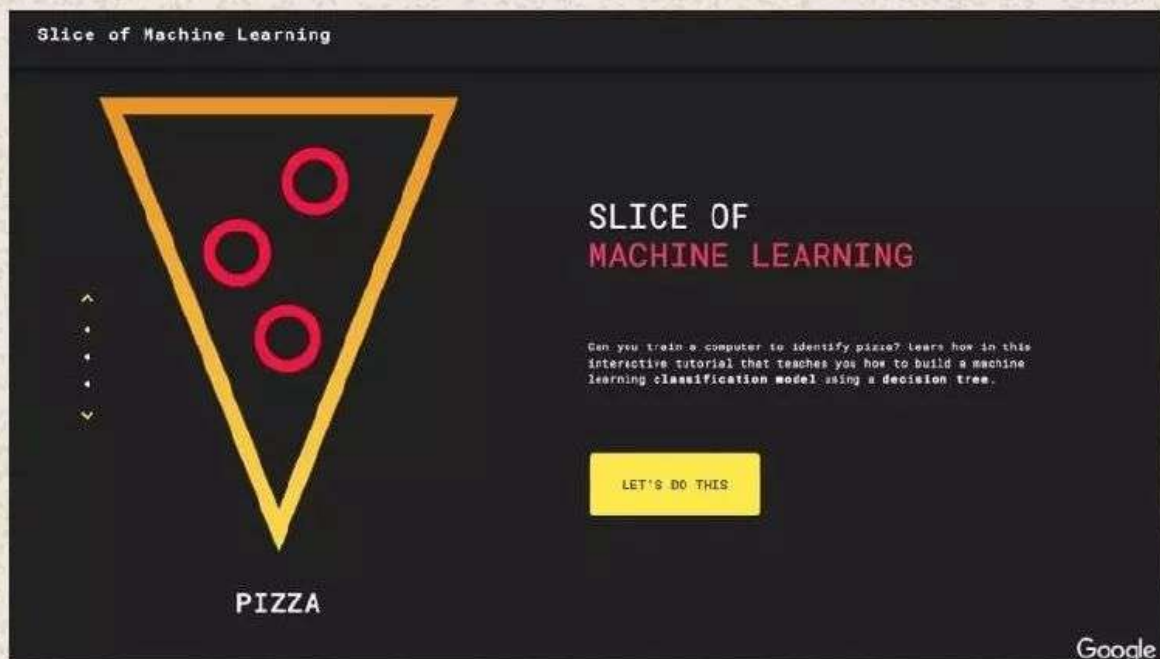 Slice of Machine Learning
SLICE OF
MACHINE LEARNING
Can you train a computer to identify pizza? Learn how in this
interactive tutorial that teaches you how to build a machine
learning classification model using a decision tree.
LET'S DO THIS
PIZZA
Google